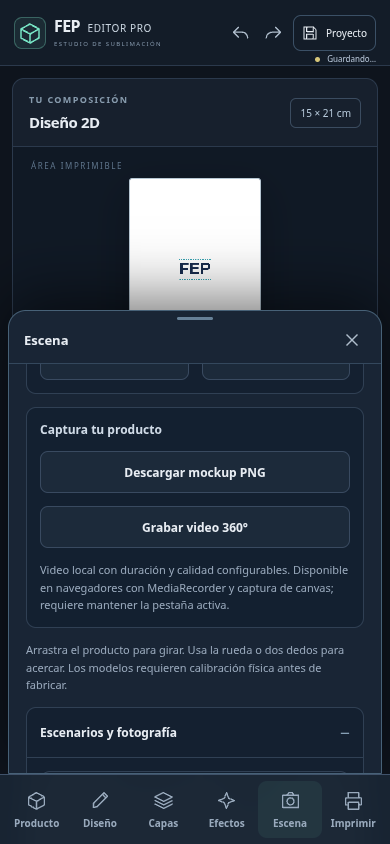 FEP EDITOR PRO
ESTUDIO DE SUBLIMACIÓN
Proyecto
Guardando...
TU COMPOSICIÓN
Diseño 2D
15 × 21 cm
ÁREA IMPRIMIBLE
FEP
Escena
Captura tu producto
Descargar mockup PNG
Grabar video 360°
Video local con duración y calidad configurables. Disponible
en navegadores con MediaRecorder y captura de canvas;
requiere mantener la pestaña activa.
Arrastra el producto para girar. Usa la rueda o dos dedos para
acercar. Los modelos requieren calibración física antes de
fabricar.
Escenarios y fotografía
Producto Diseño Capas Efectos Escena Imprimir